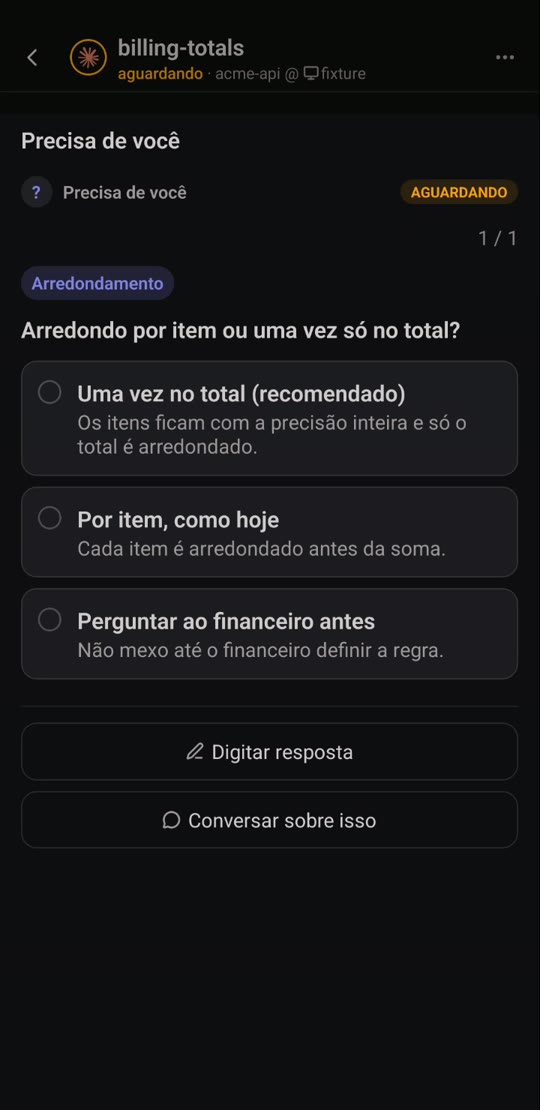 billing-totals
aguardando · acme-api @ fixture
Precisa de você
? Precisa de você AGUARDANDO
1 / 1
Arredondamento
Arredondo por item ou uma vez só no total?
Uma vez no total (recomendado)
Os itens ficam com a precisão inteira e só o
total é arredondado.
Por item, como hoje
Cada item é arredondado antes da soma.
Perguntar ao financeiro antes
Não mexo até o financeiro definir a regra.
Digitar resposta
Conversar sobre isso